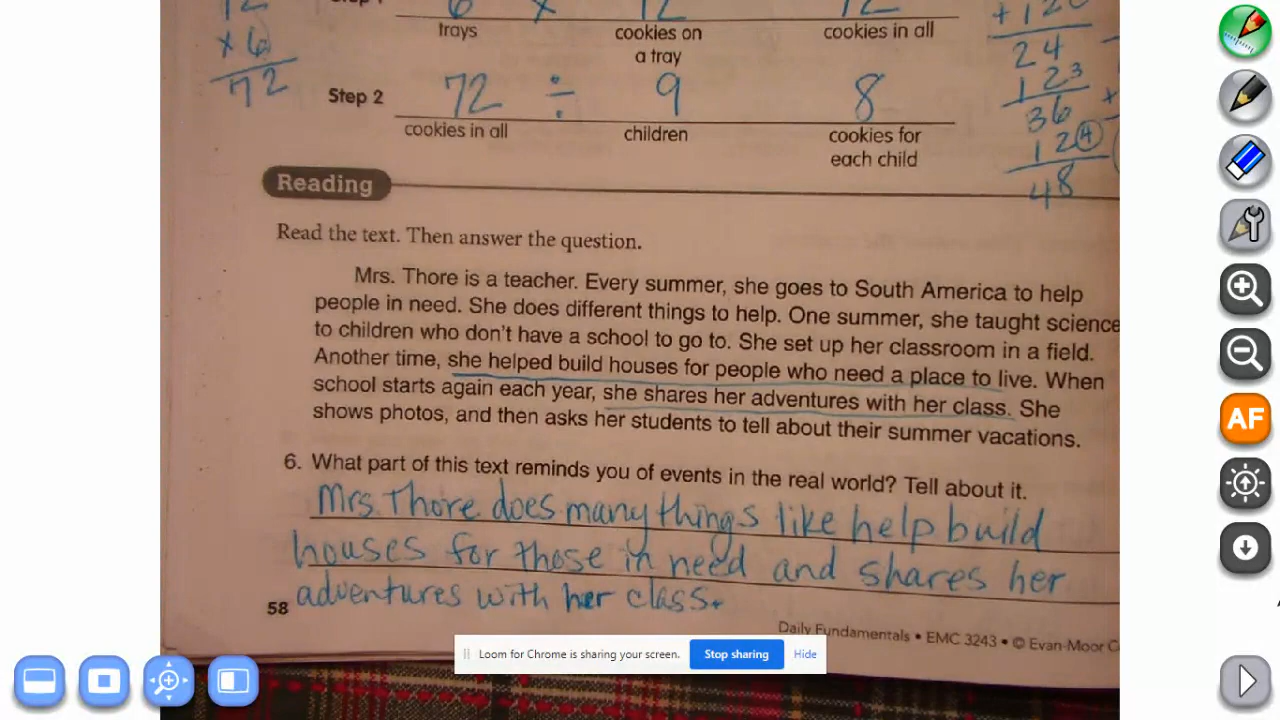 6 x 12 12
trays cookies on cookies in all
a tray
x 6
72
24
12 3
36
12 4
48
Step 2 72 ÷ 9 8
cookies in all children cookies for
each child
Reading
Read the text. Then answer the question.
Mrs. Thore is a teacher. Every summer, she goes to South America to help
people in need. She does different things to help. One summer, she taught science
to children who don't have a school to go to. She set up her classroom in a field.
Another time, she helped build houses for people who need a place to live. When
school starts again each year, she shares her adventures with her class. She
shows photos, and then asks her students to tell about their summer vacations.
6. What part of this text reminds you of events in the real world? Tell about it.
Mrs. Thore does many things like help build
houses for those in need and shares her
adventures with her class.
58
Daily Fundamentals • EMC 3243 • © Evan-Moor
Loom for Chrome is sharing your screen. Stop sharing Hide
AF